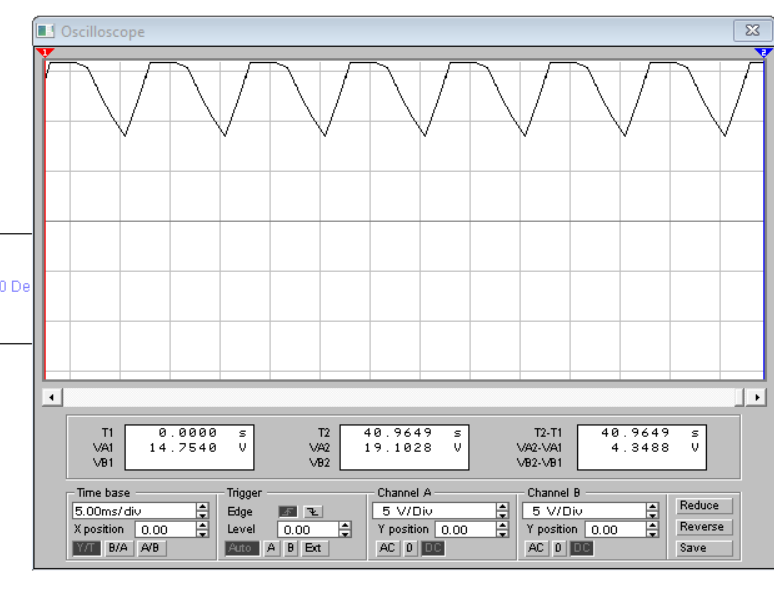 Oscilloscope
1
2
0 De
T1 0.0000 s T2 40.9649 s T2-T1 40.9649 s
VA1 14.7540 V VA2 19.1028 V VA2-VA1 4.3488 V
VB1 VB2 VB2-VB1
Time base Trigger Channel A Channel B
5.00ms/div Edge 5 V/Div 5 V/Div Reduce
X position 0.00 Level 0.00 Y position 0.00 Y position 0.00 Reverse
Y/T B/A A/B Auto A B Ext AC 0 DC AC 0 DC Save